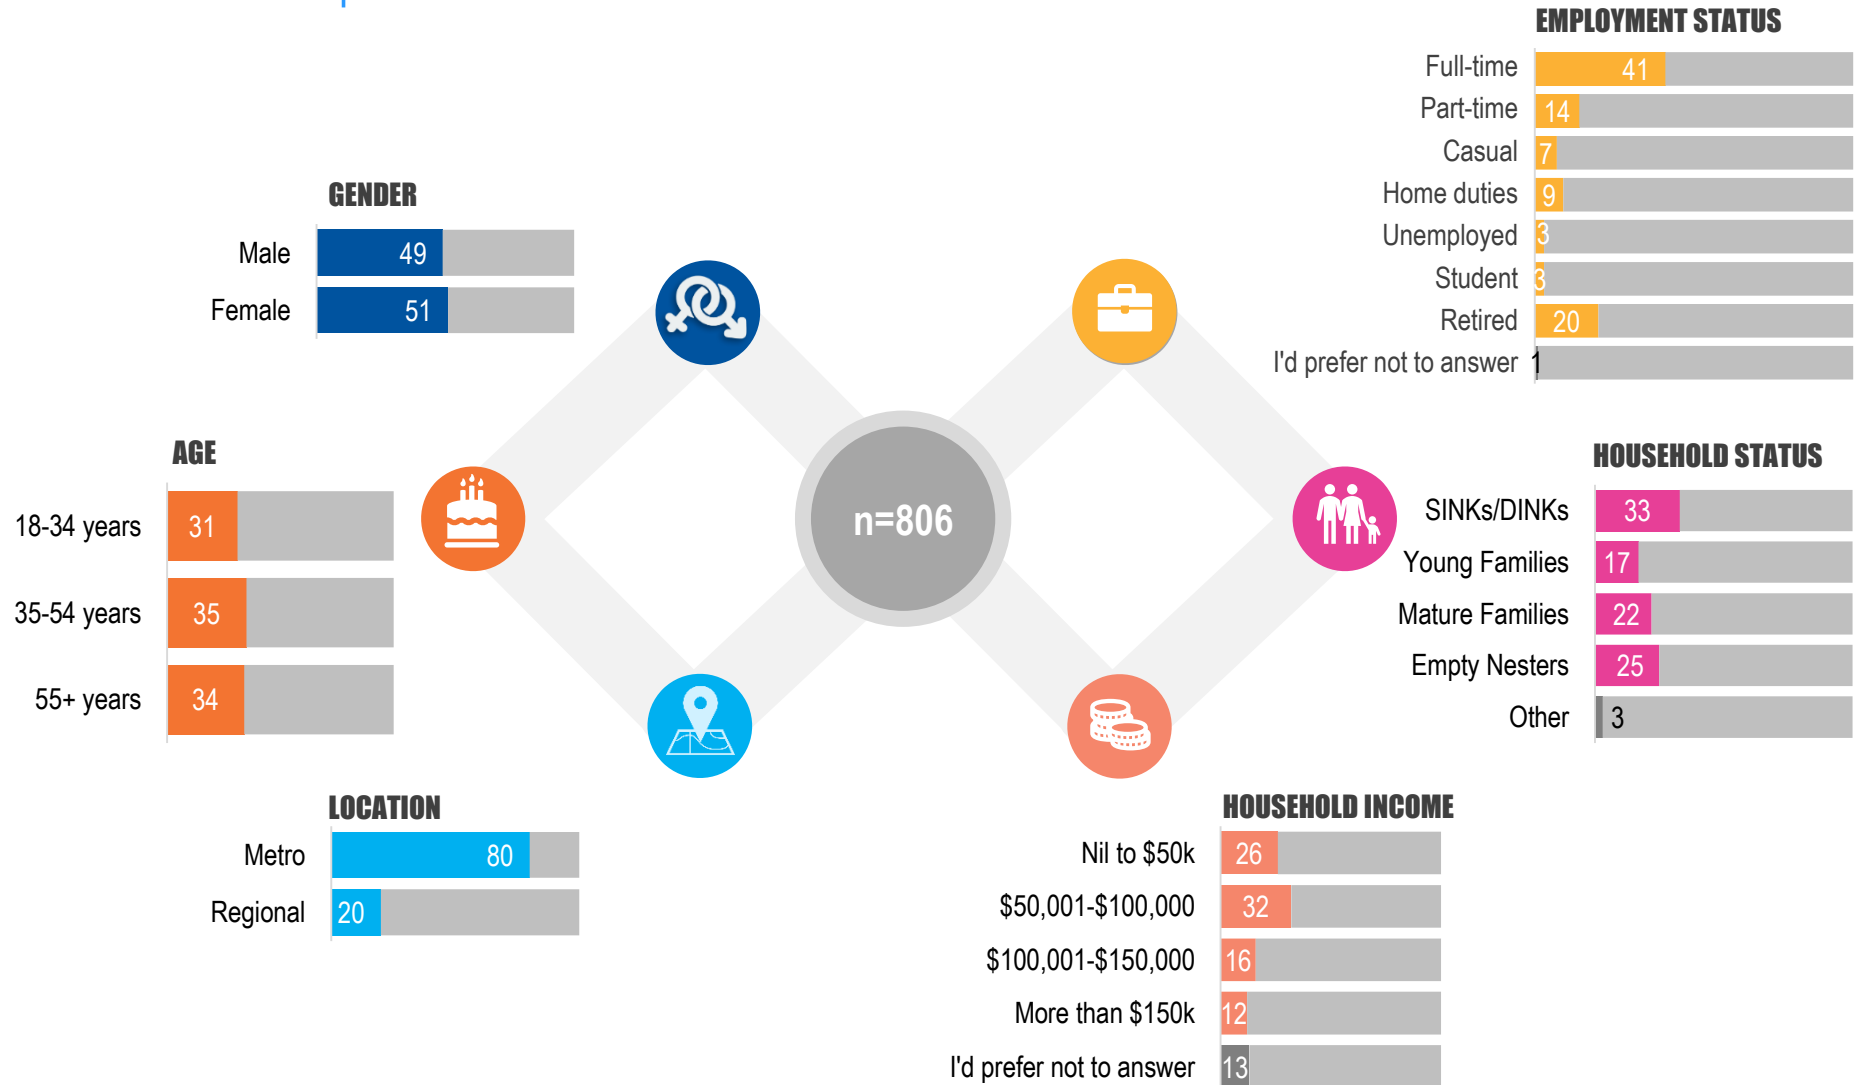 EMPLOYMENT STATUS
Full-time 41
Part-time 14
Casual 7
Home duties 9
Unemployed 3
Student 3
Retired 20
I'd prefer not to answer 1
GENDER
Male 49
Female 51
AGE
18-34 years 31
35-54 years 35
55+ years 34
n=806
HOUSEHOLD STATUS
SINKs/DINKs 33
Young Families 17
Mature Families 22
Empty Nesters 25
Other 3
LOCATION
Metro 80
Regional 20
HOUSEHOLD INCOME
Nil to $50k 26
$50,001-$100,000 32
$100,001-$150,000 16
More than $150k 12
I'd prefer not to answer 13